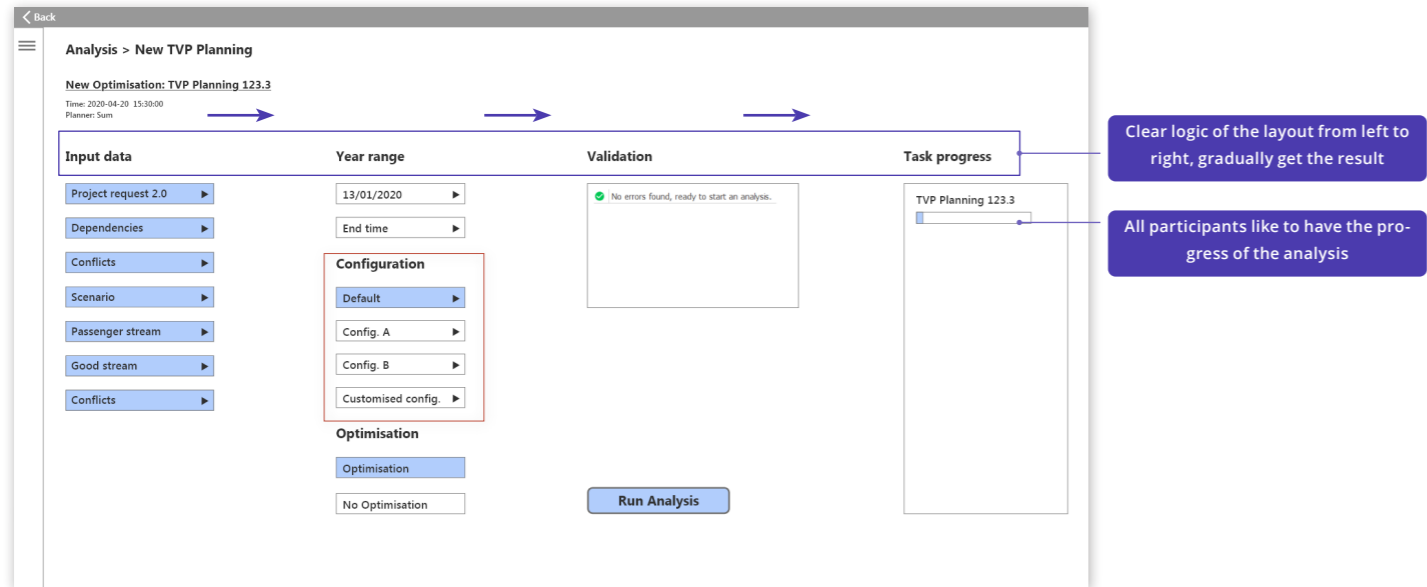 Back
Analysis > New TVP Planning
New Optimisation: TVP Planning 123.3
Time: 2020-04-20 15:30:00
Planner: Sum
Input data
Project request 2.0
Dependencies
Conflicts
Scenario
Passenger stream
Good stream
Conflicts
Year range
13/01/2020
End time
Configuration
Default
Config. A
Config. B
Customised config.
Optimisation
Optimisation
No Optimisation
Validation
No errors found, ready to start an analysis.
Run Analysis
Task progress
TVP Planning 123.3
Clear logic of the layout from left to
right, gradually get the result
All participants like to have the pro-
gress of the analysis